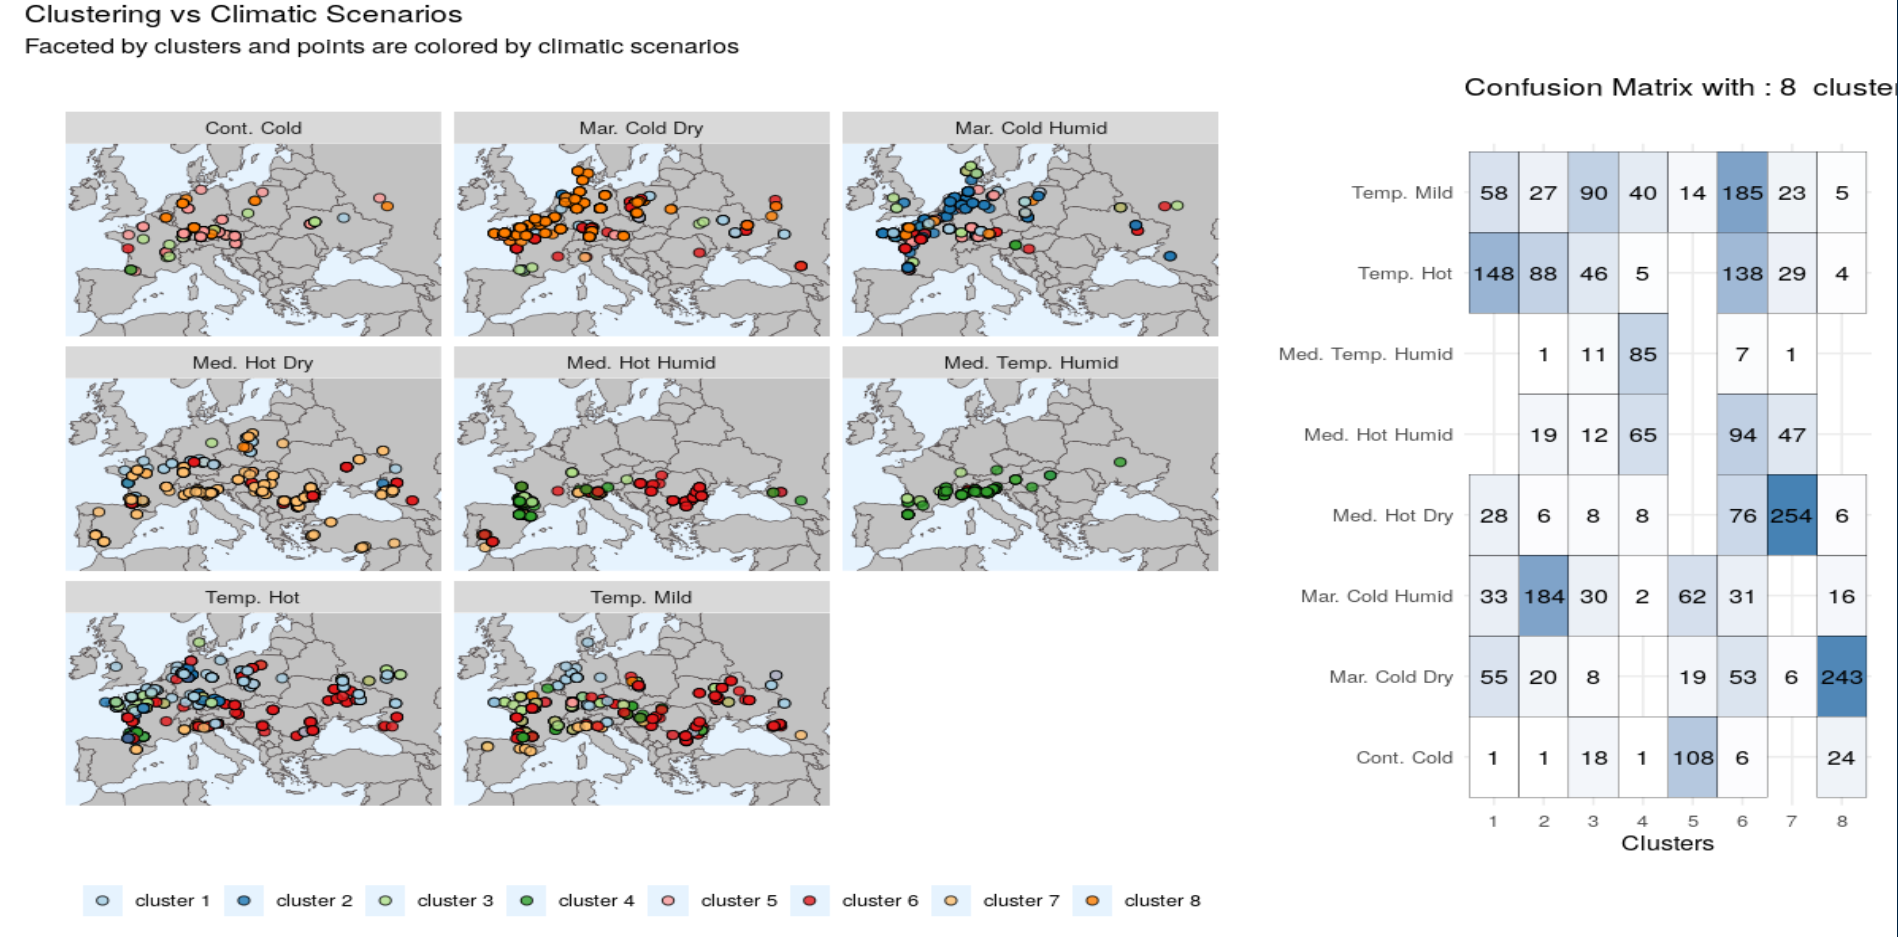 Clustering vs Climatic Scenarios
Faceted by clusters and points are colored by climatic scenarios
Cont. Cold
Mar. Cold Dry
Mar. Cold Humid
Med. Hot Dry
Med. Hot Humid
Med. Temp. Humid
Temp. Hot
Temp. Mild
cluster 1
cluster 2
cluster 3
cluster 4
cluster 5
cluster 6
cluster 7
cluster 8
Confusion Matrix with : 8 cluster
Temp. Mild 58 27 90 40 14 185 23 5
Temp. Hot 148 88 46 5 138 29 4
Med. Temp. Humid 1 11 85 7 1
Med. Hot Humid 19 12 65 94 47
Med. Hot Dry 28 6 8 8 76 254 6
Mar. Cold Humid 33 184 30 2 62 31 16
Mar. Cold Dry 55 20 8 19 53 6 243
Cont. Cold 1 1 18 1 108 6 24
1 2 3 4 5 6 7 8
Clusters